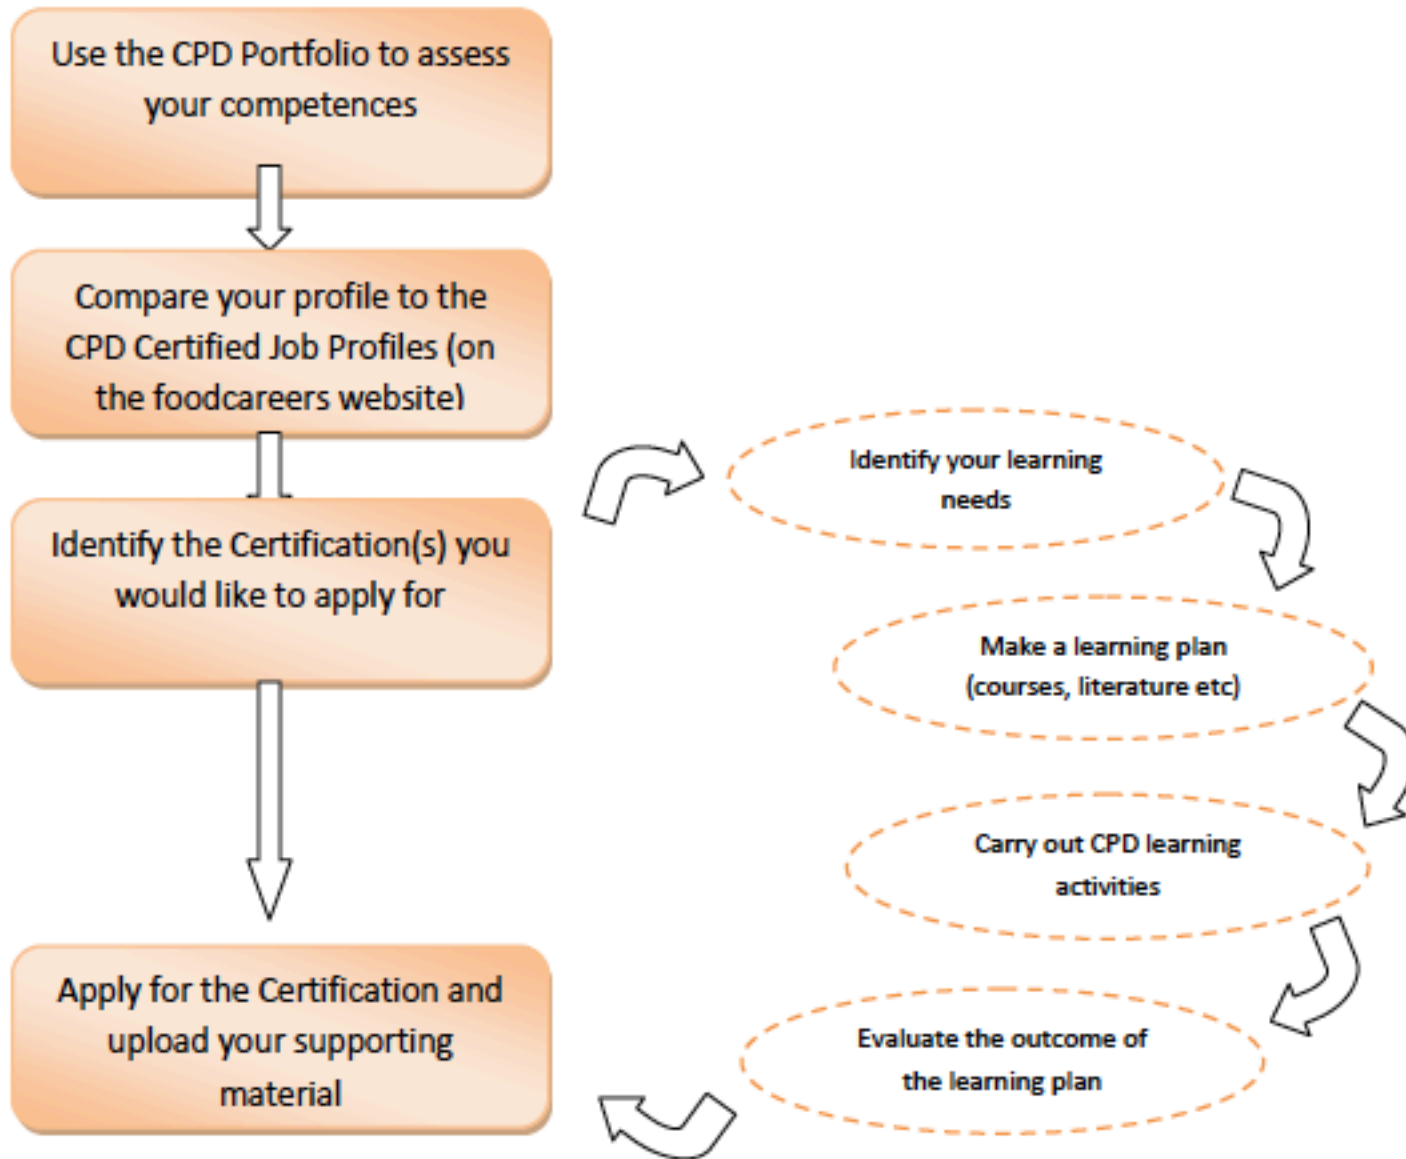 Use the CPD Portfolio to assess
your competences
Compare your profile to the
CPD Certified Job Profiles (on
the foodcareers website)
Identify the Certification(s) you
would like to apply for
Apply for the Certification and
upload your supporting
material
Identify your learning
needs
Make a learning plan
(courses, literature etc)
Carry out CPD learning
activities
Evaluate the outcome of
the learning plan